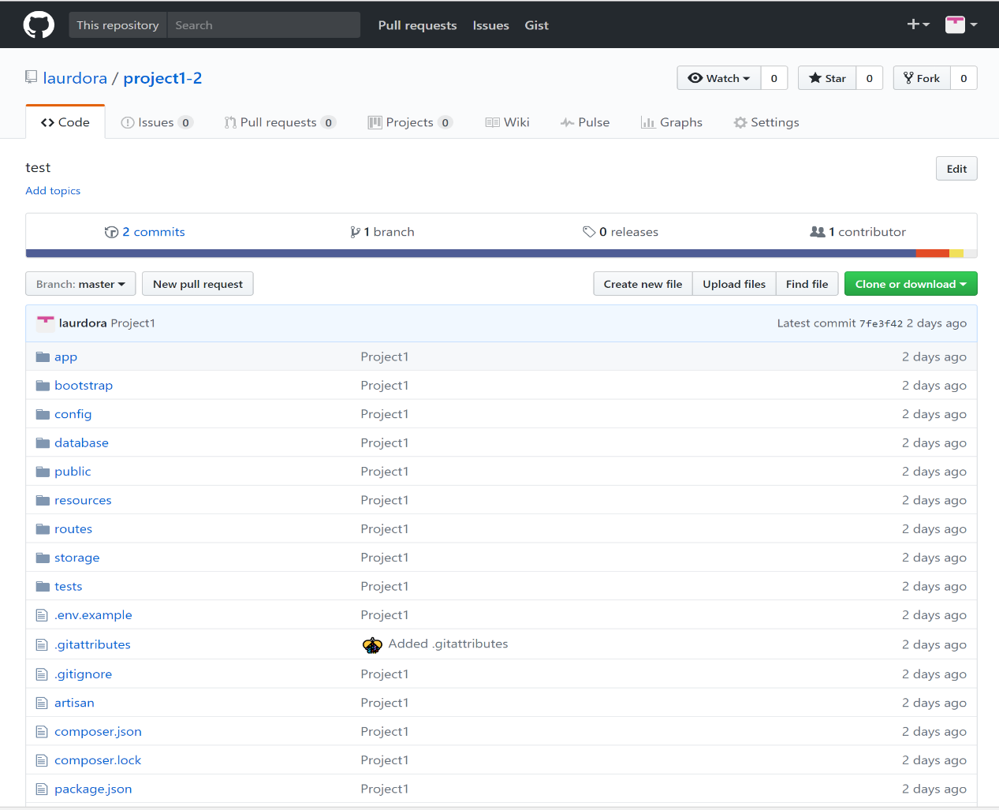 This repository Search Pull requests Issues Gist
laurdora / project1-2 Watch 0 Star 0 Fork 0
Code Issues 0 Pull requests 0 Projects 0 Wiki Pulse Graphs Settings
test Edit
Add topics
2 commits 1 branch 0 releases 1 contributor
Branch: master New pull request Create new file Upload files Find file Clone or download
laurdora Project1 Latest commit 7fe3f42 2 days ago
app Project1 2 days ago
bootstrap Project1 2 days ago
config Project1 2 days ago
database Project1 2 days ago
public Project1 2 days ago
resources Project1 2 days ago
routes Project1 2 days ago
storage Project1 2 days ago
tests Project1 2 days ago
.env.example Project1 2 days ago
.gitattributes Added .gitattributes 2 days ago
.gitignore Project1 2 days ago
artisan Project1 2 days ago
composer.json Project1 2 days ago
composer.lock Project1 2 days ago
package.json Project1 2 days ago